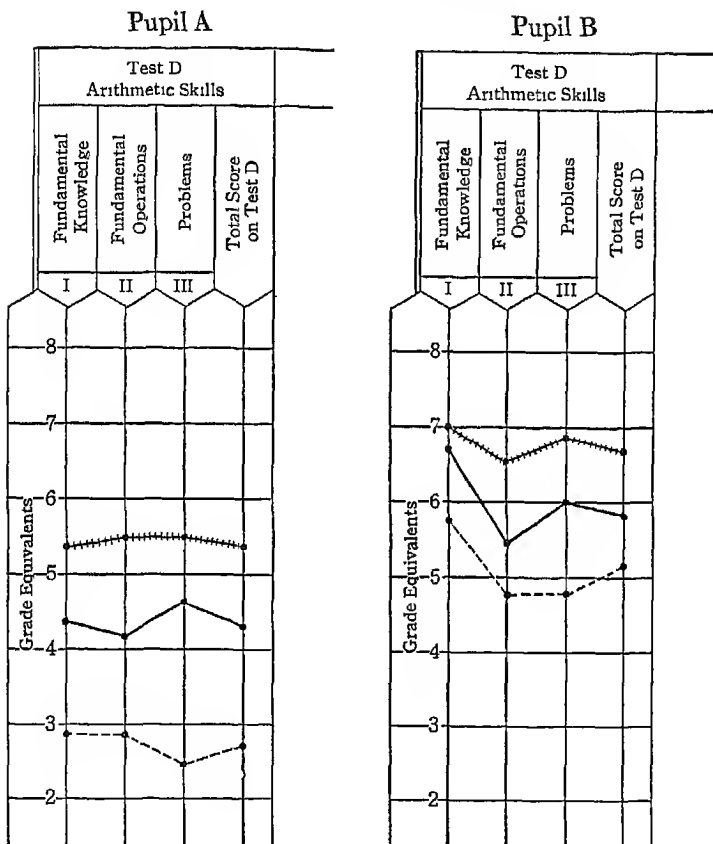 Pupil A
Test D
Arithmetic Skills
Fundamental
Knowledge
Fundamental
Operations
Problems
Total Score
on Test D
I II III
8
7
6
5
4
3
2
Grade Equivalents
Pupil B
Test D
Arithmetic Skills
Fundamental
Knowledge
Fundamental
Operations
Problems
Total Score
on Test D
I II III
8
7
6
5
4
3
2
Grade Equivalents